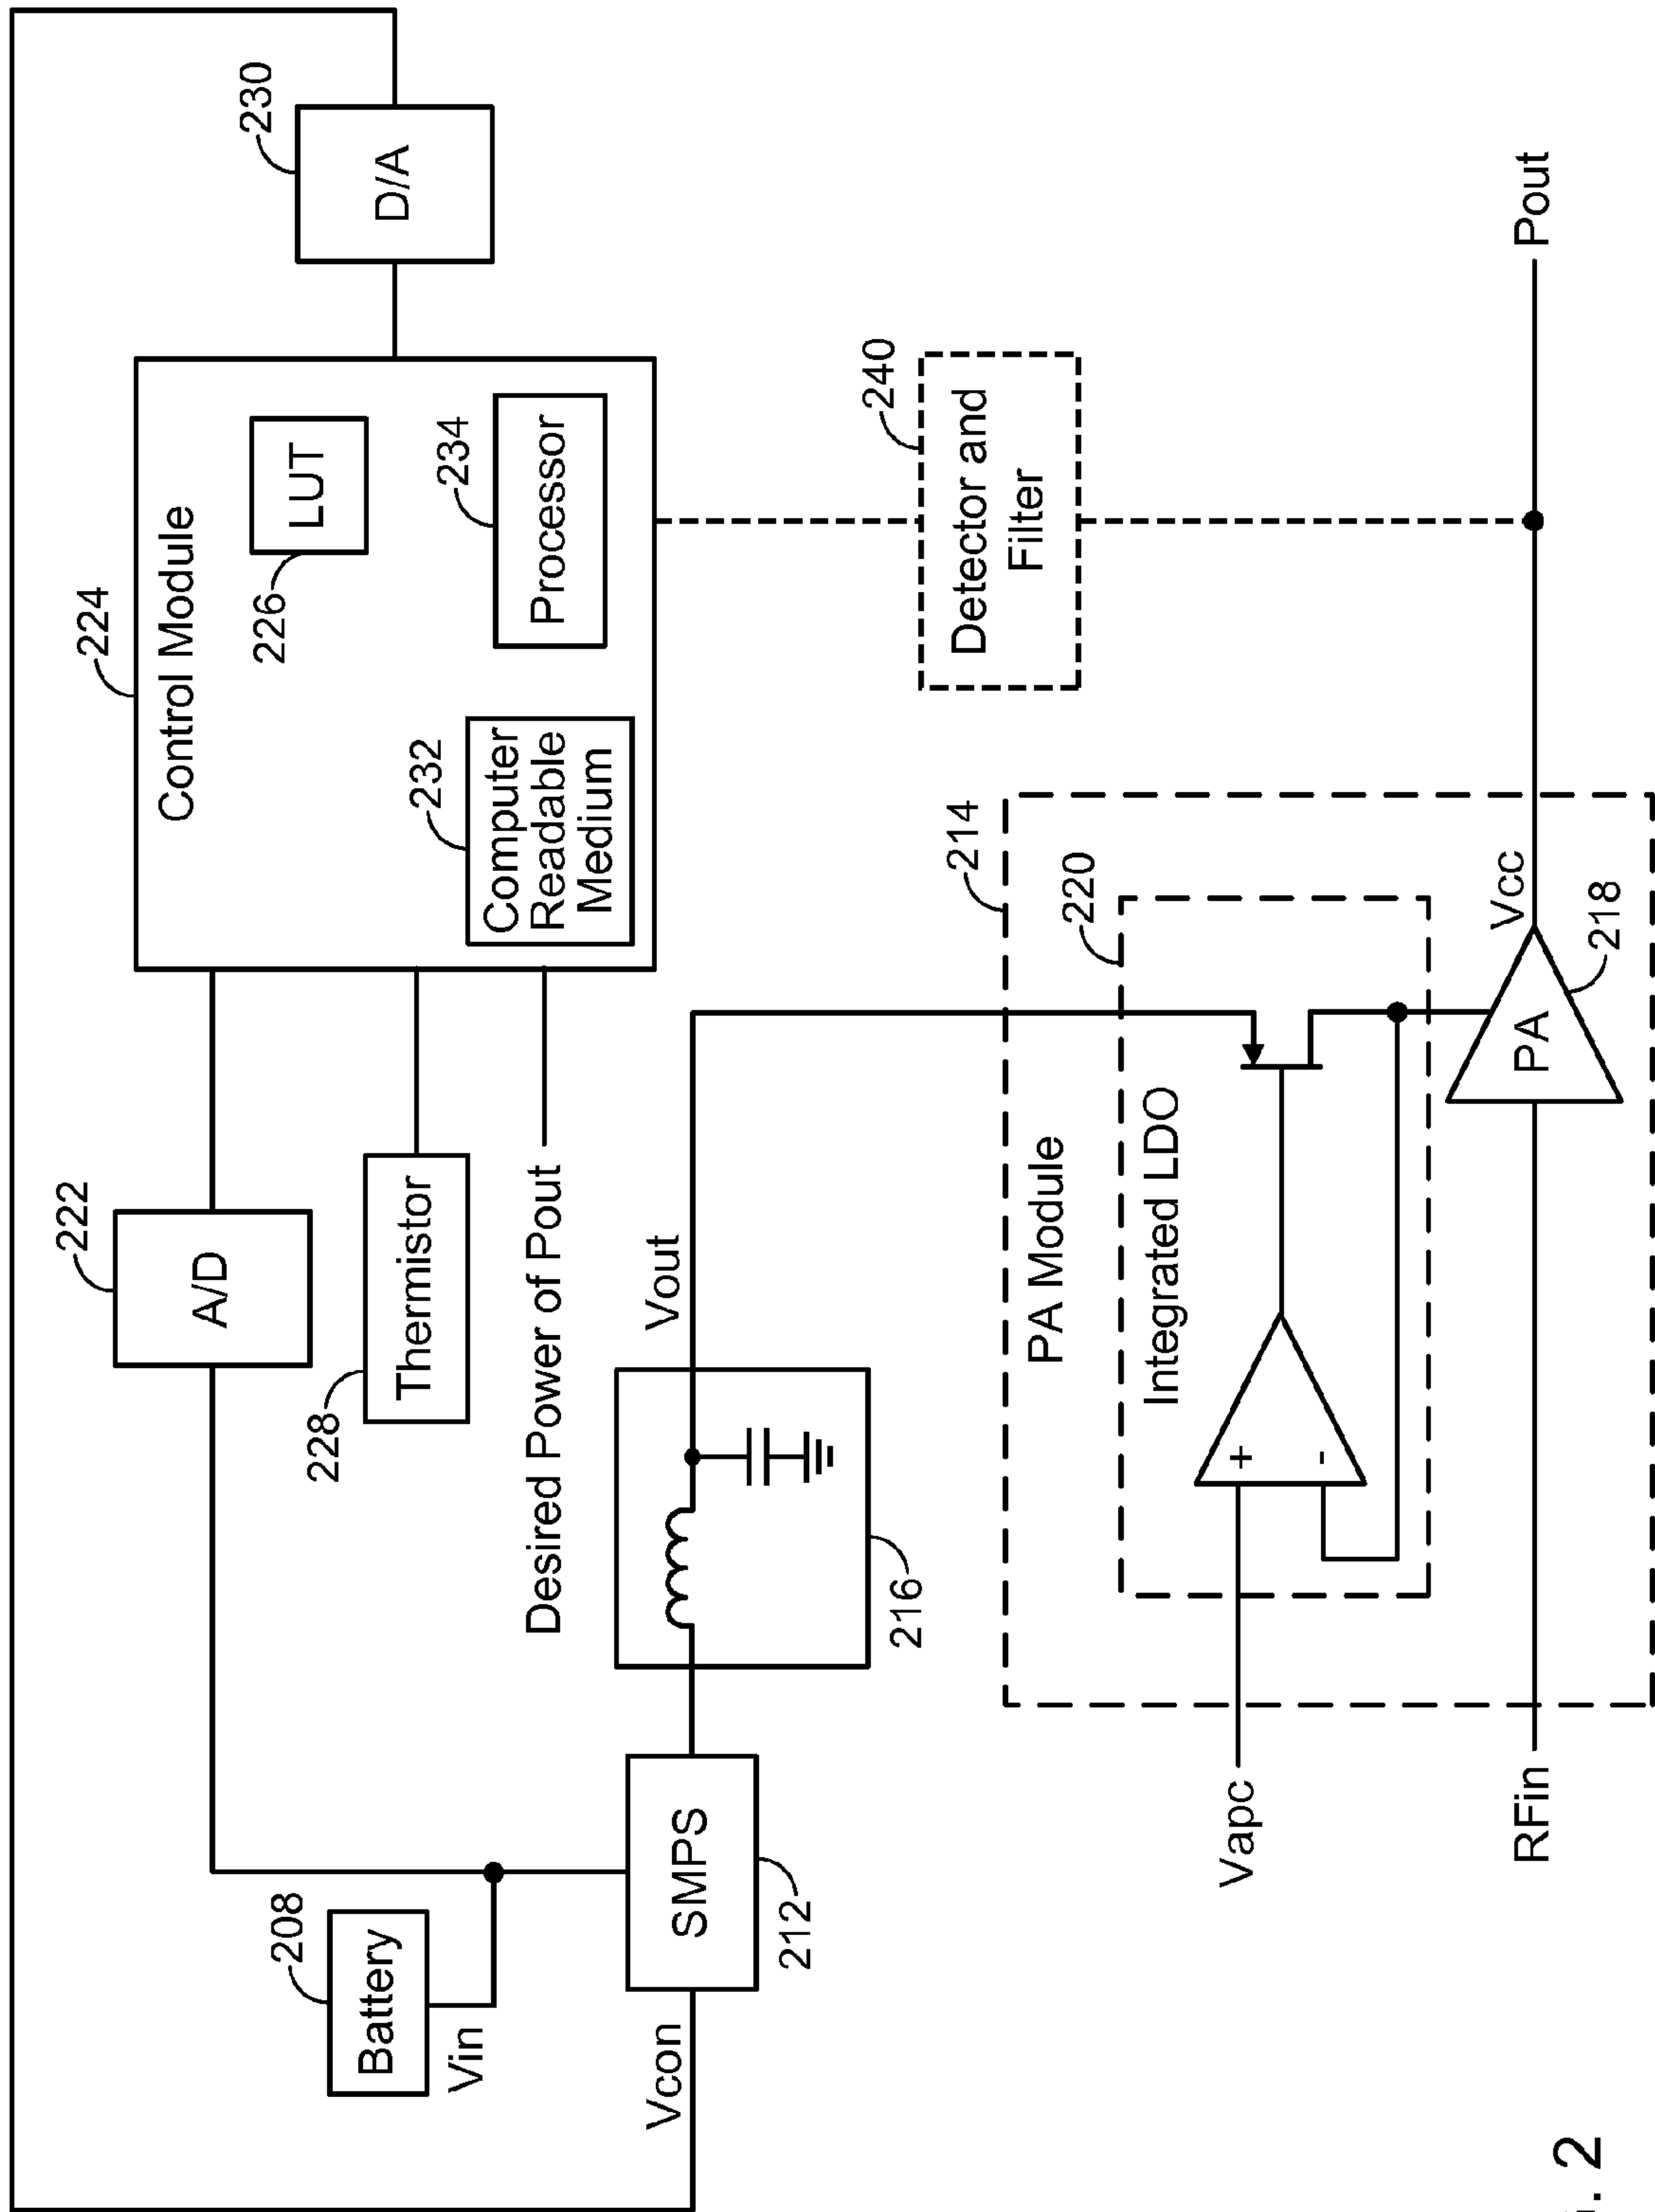 230
D/A
224
Control Module
LUT
226
234
Processor
232
Computer
Readable
Medium
222
A/D
Thermistor
228
Desired Power of Pout
208
Battery
Vin
Vcon
SMPS
212
216
Vout
240
Detector and
Filter
214
PA Module
220
Integrated LDO
+
-
Vapc
RFin
PA
Vcc
218
Pout
. 2